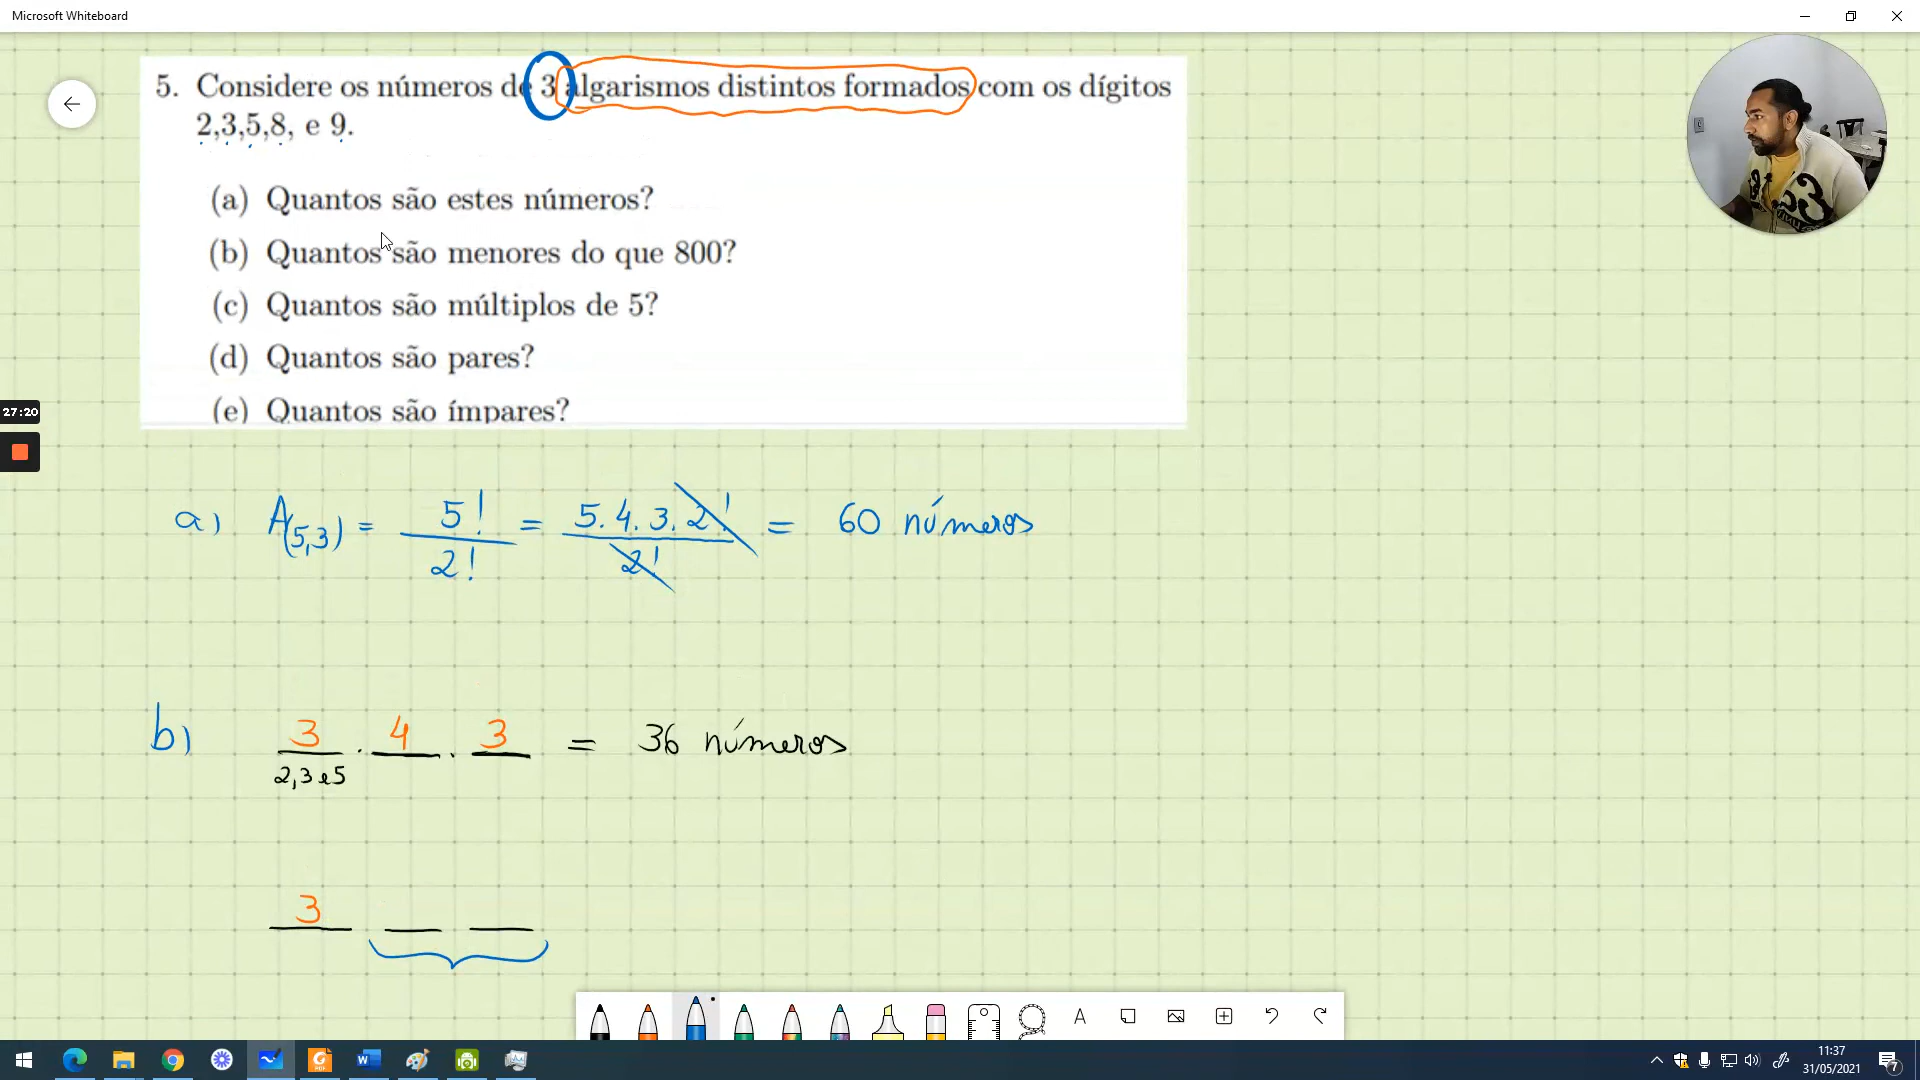 Microsoft Whiteboard
5. Considere os números de 3 algarismos distintos formados com os dígitos
2,3,5,8, e 9.
(a) Quantos são estes números?
(b) Quantos são menores do que 800?
(c) Quantos são múltiplos de 5?
(d) Quantos são pares?
(e) Quantos são ímpares?
27:20
a) A(5,3) = 5!/2! = 5.4.3.2!/2! = 60 números
b) 3 . 4 . 3 = 36 números
2,3 e 5
3
A
11:37
31/05/2021
7